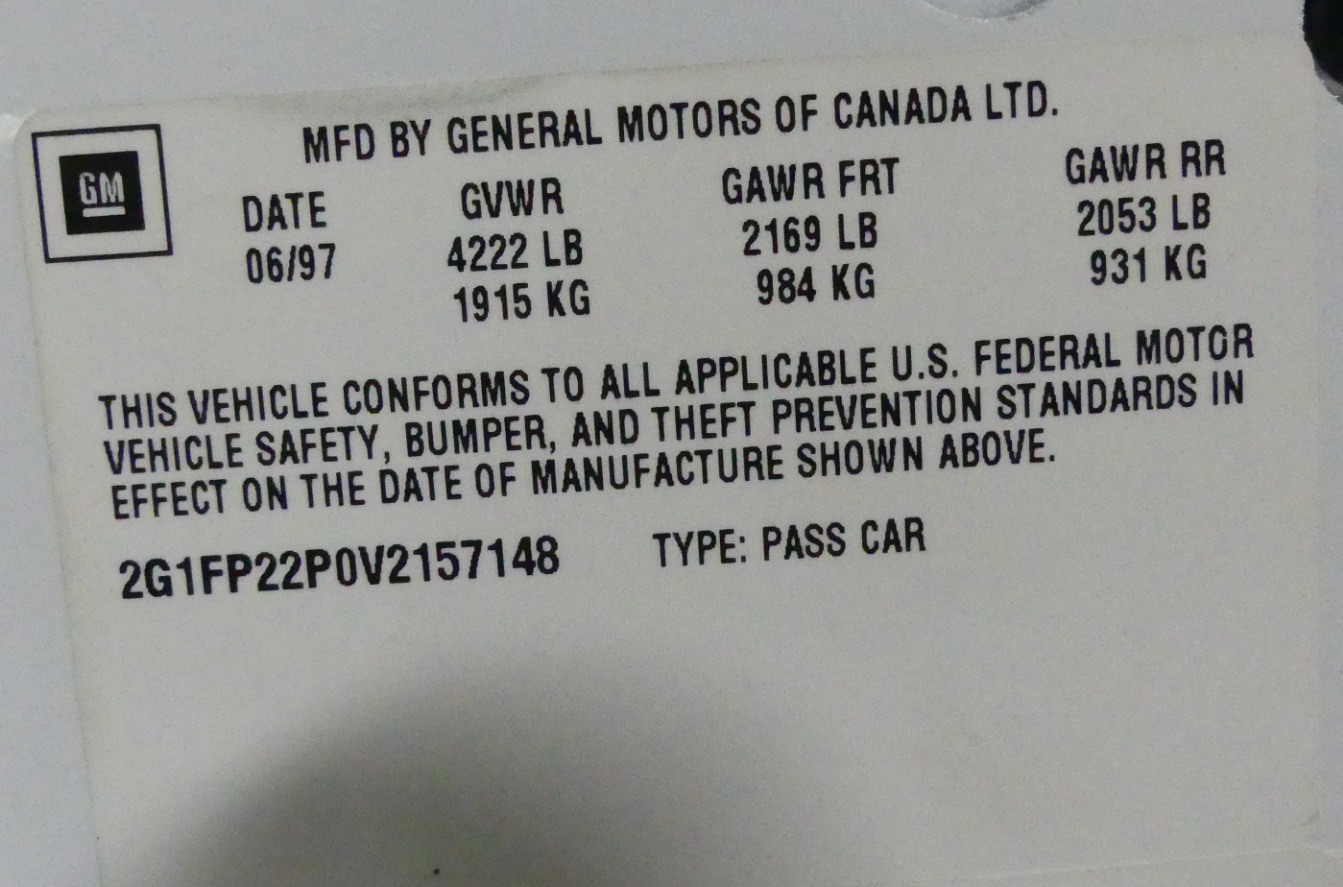 GM
MFD BY GENERAL MOTORS OF CANADA LTD.
DATE GVWR GAWR FRT GAWR RR
06/97 4222 LB 2169 LB 2053 LB
1915 KG 984 KG 931 KG
THIS VEHICLE CONFORMS TO ALL APPLICABLE U.S. FEDERAL MOTOR
VEHICLE SAFETY, BUMPER, AND THEFT PREVENTION STANDARDS IN
EFFECT ON THE DATE OF MANUFACTURE SHOWN ABOVE.
2G1FP22P0V2157148 TYPE: PASS CAR